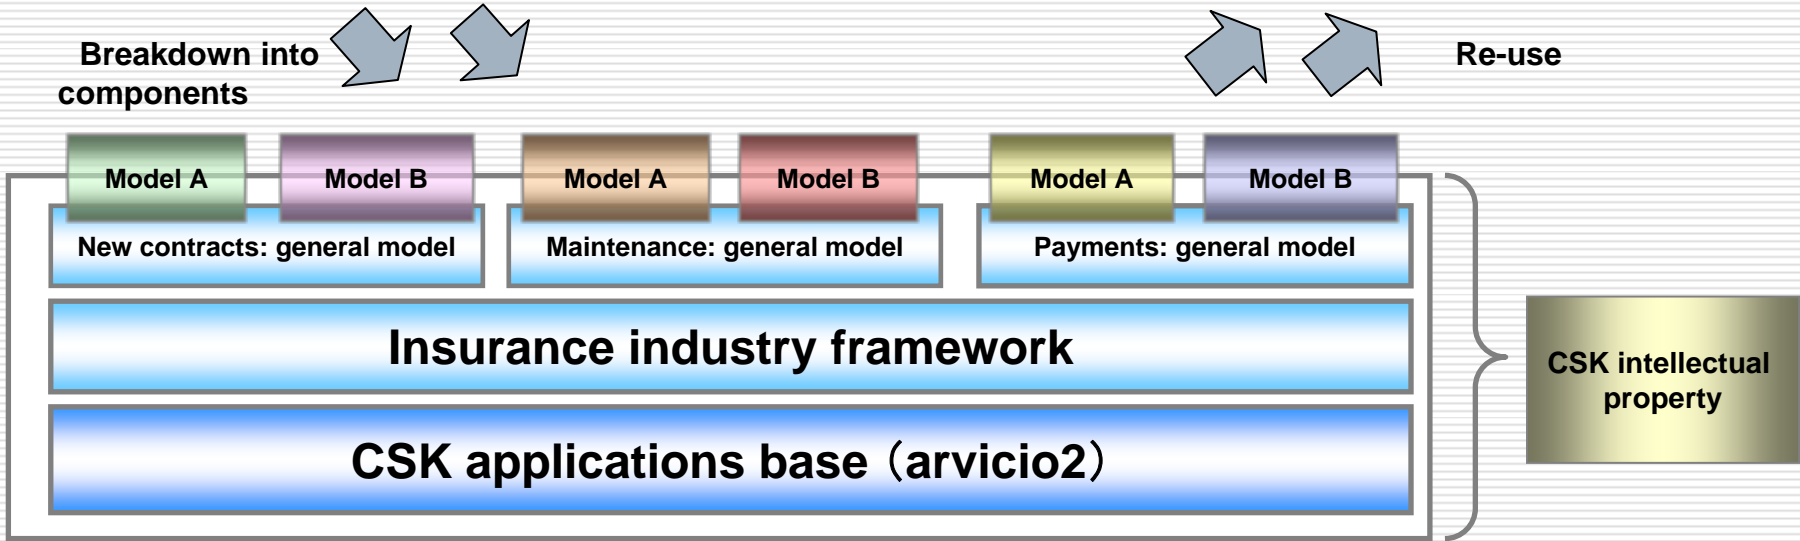 Breakdown into
components
Re-use
Model A
Model B
Model A
Model B
Model A
Model B
New contracts: general model
Maintenance: general model
Payments: general model
Insurance industry framework
CSK applications base（arvicio2）
CSK intellectual
property